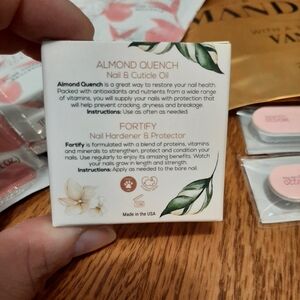 ALMOND QUENCH
Nail & Cuticle Oil
Almond Quench is a great way to restore your nail health.
Packed with antioxidants and nutrients from a wide range
of vitamins, you will supply your nails with protection that
will help prevent cracking, dryness and breakage.
Instructions: Use as often as needed.
FORTIFY
Nail Hardener & Protector
Fortify is formulated with a blend of proteins, vitamins
and minerals to strengthen, protect and condition your
nails. Use regularly to enjoy its amazing benefits. Watch
your nails grow in length and strength.
Instructions: Apply as needed to the bare nail.
Made in the USA
MAND